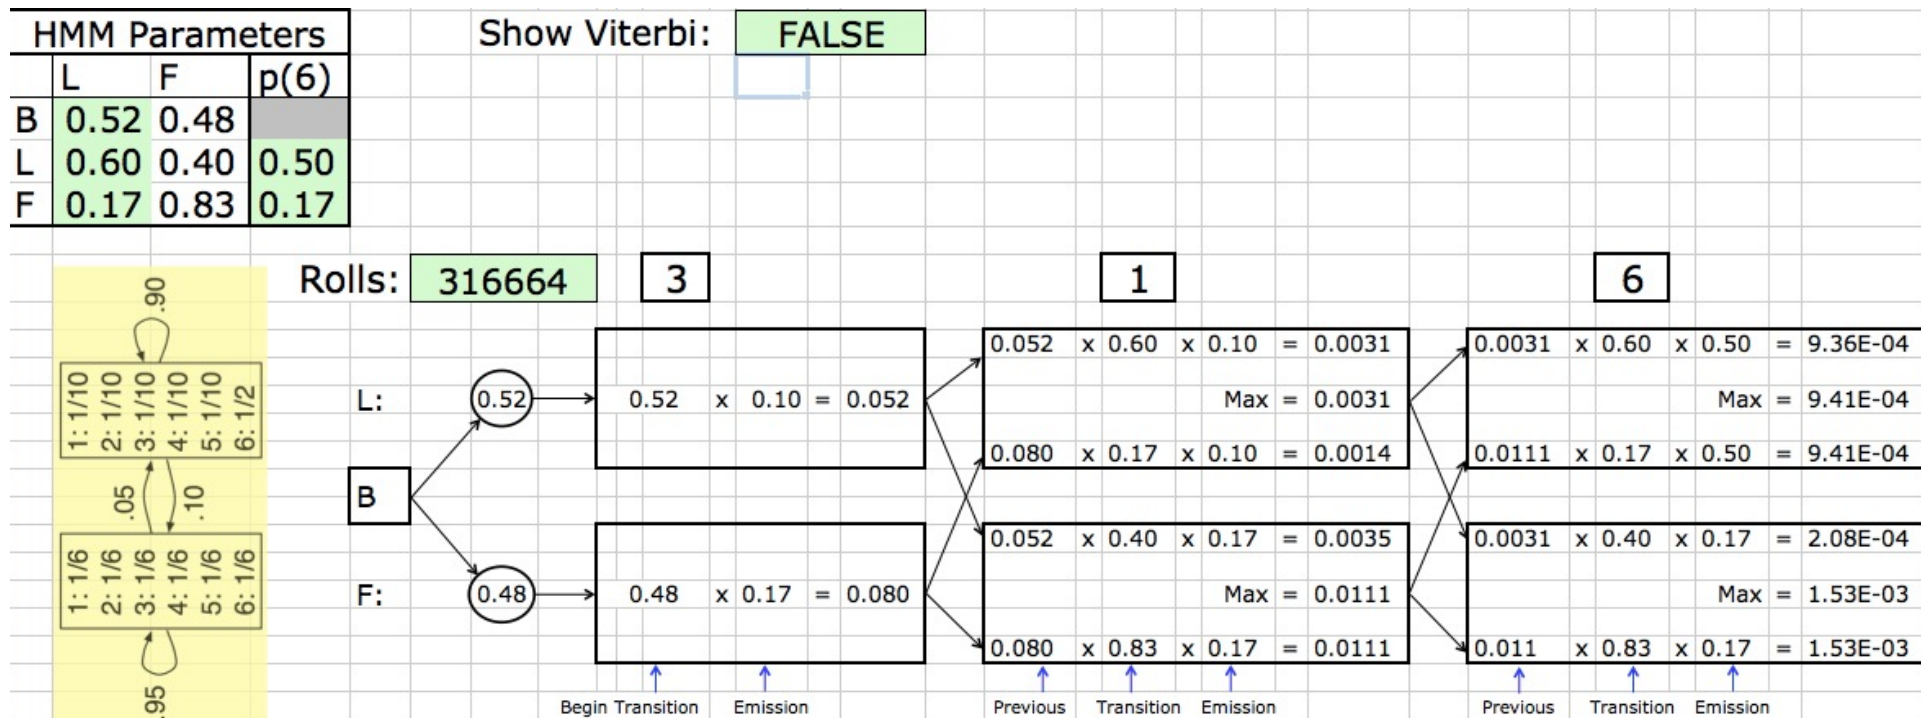 HMM Parameters
Show Viterbi: FALSE
L F p(6)
B 0.52 0.48
L 0.60 0.40 0.50
F 0.17 0.83 0.17
Rolls: 316664 3 1 6
.90
1: 1/10
2: 1/10
3: 1/10
4: 1/10
5: 1/10
6: 1/2
.05 .10
1: 1/6
2: 1/6
3: 1/6
4: 1/6
5: 1/6
6: 1/6
.95
0.052 x 0.60 x 0.10 = 0.0031 0.0031 x 0.60 x 0.50 = 9.36E-04
L: 0.52 0.52 x 0.10 = 0.052 Max = 0.0031 Max = 9.41E-04
0.080 x 0.17 x 0.10 = 0.0014 0.0111 x 0.17 x 0.50 = 9.41E-04
B
0.052 x 0.40 x 0.17 = 0.0035 0.0031 x 0.40 x 0.17 = 2.08E-04
F: 0.48 0.48 x 0.17 = 0.080 Max = 0.0111 Max = 1.53E-03
0.080 x 0.83 x 0.17 = 0.0111 0.011 x 0.83 x 0.17 = 1.53E-03
Begin Transition Emission Previous Transition Emission Previous Transition Emission